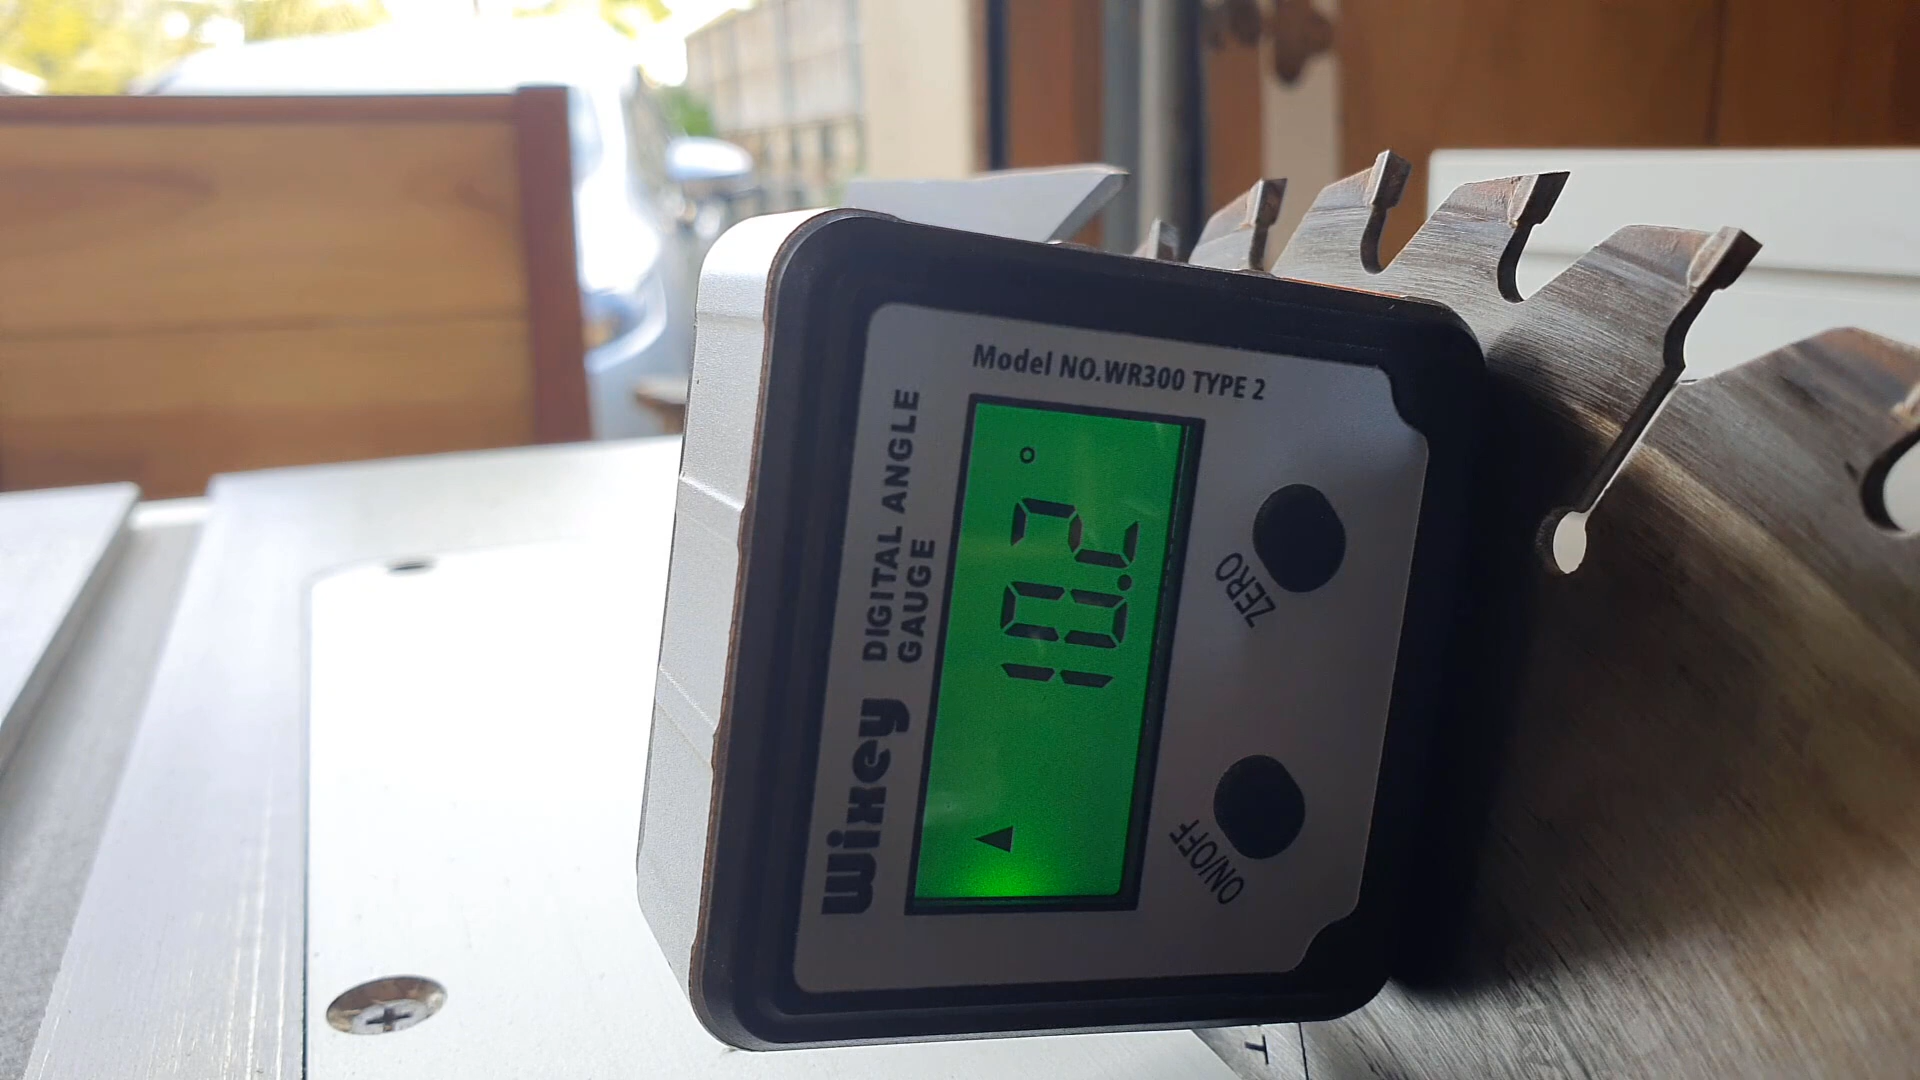 Wixey DIGITAL ANGLE
GAUGE
Model NO.WR300 TYPE 2
10.2°
ON/OFF
ZERO
T